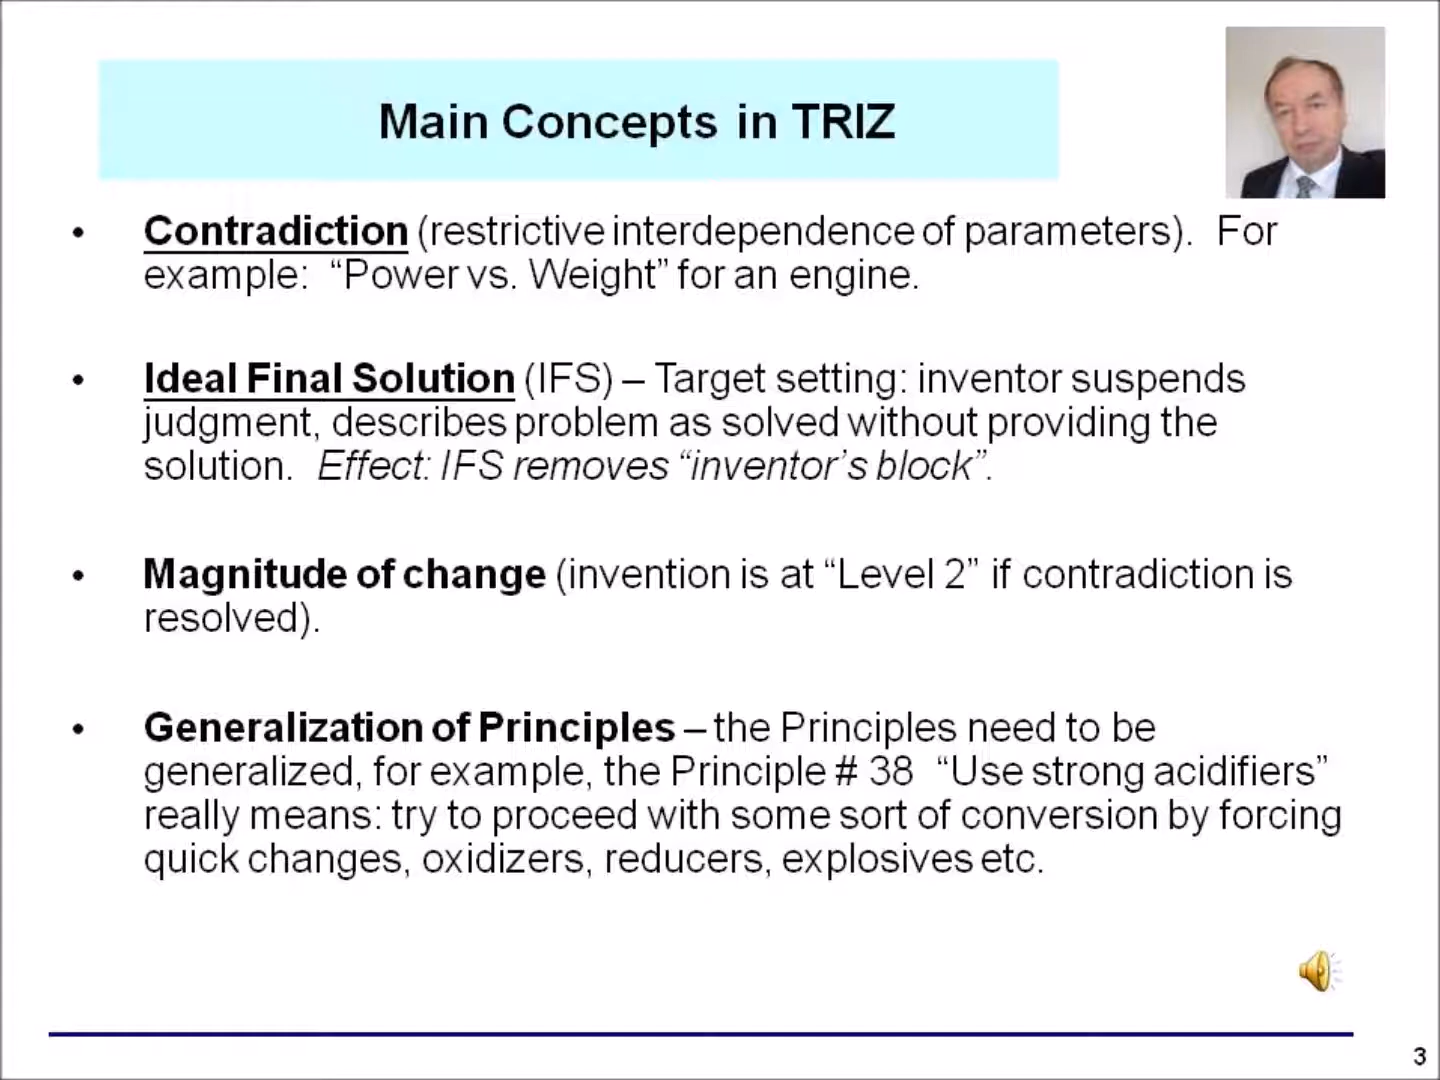 Main Concepts in TRIZ
• Contradiction (restrictive interdependence of parameters). For
example: “Power vs. Weight” for an engine.
• Ideal Final Solution (IFS) – Target setting: inventor suspends
judgment, describes problem as solved without providing the
solution. Effect: IFS removes “inventor’s block”.
• Magnitude of change (invention is at “Level 2” if contradiction is
resolved).
• Generalization of Principles – the Principles need to be
generalized, for example, the Principle # 38 “Use strong acidifiers”
really means: try to proceed with some sort of conversion by forcing
quick changes, oxidizers, reducers, explosives etc.
3